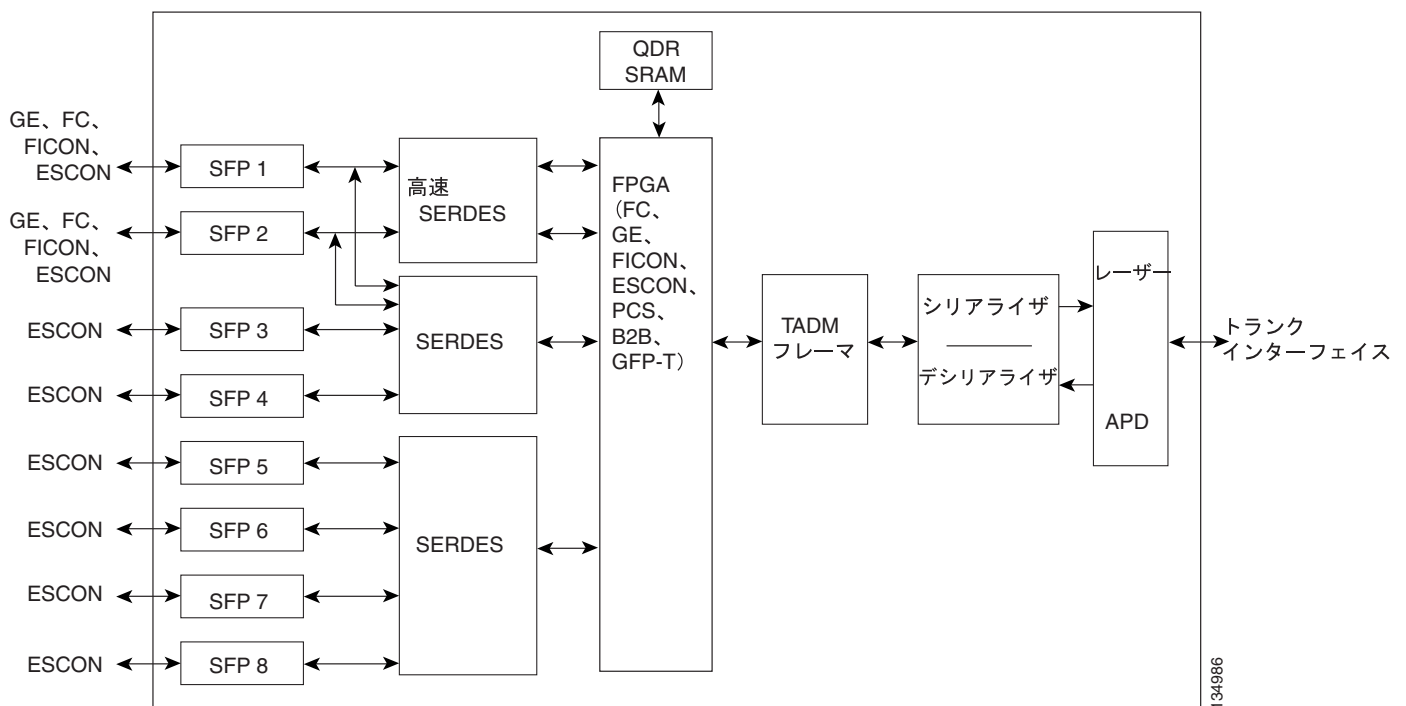 QDR
SRAM
GE、FC、
FICON、
ESCON
SFP 1
GE、FC、
FICON、
ESCON
SFP 2
ESCON
SFP 3
ESCON
SFP 4
ESCON
SFP 5
ESCON
SFP 6
ESCON
SFP 7
ESCON
SFP 8
高速
SERDES
SERDES
SERDES
FPGA
（FC、
GE、
FICON、
ESCON、
PCS、
B2B、
GFP-T）
TADM
フレーマ
シリアライザ
デシリアライザ
レーザー
APD
トランク
インターフェイス
134986